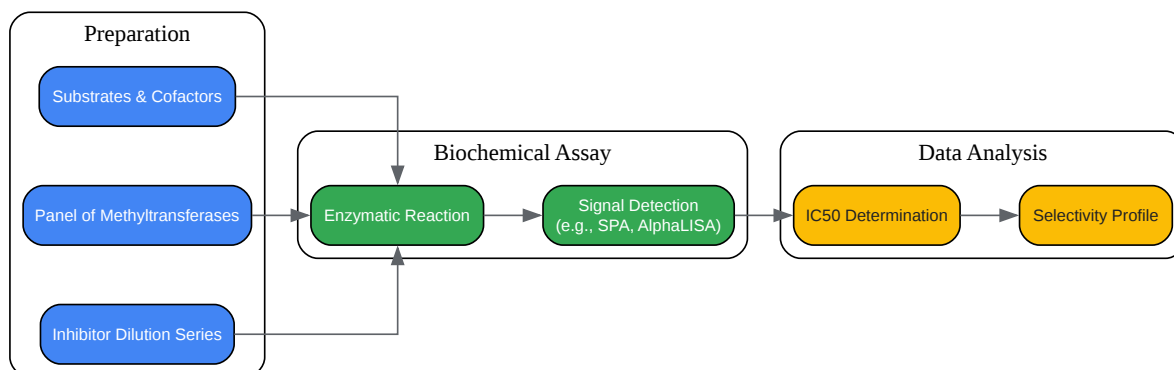 Preparation
Substrates & Cofactors
Panel of Methyltransferases
Inhibitor Dilution Series
Biochemical Assay
Enzymatic Reaction
Signal Detection
(e.g., SPA, AlphaLISA)
Data Analysis
IC50 Determination
Selectivity Profile